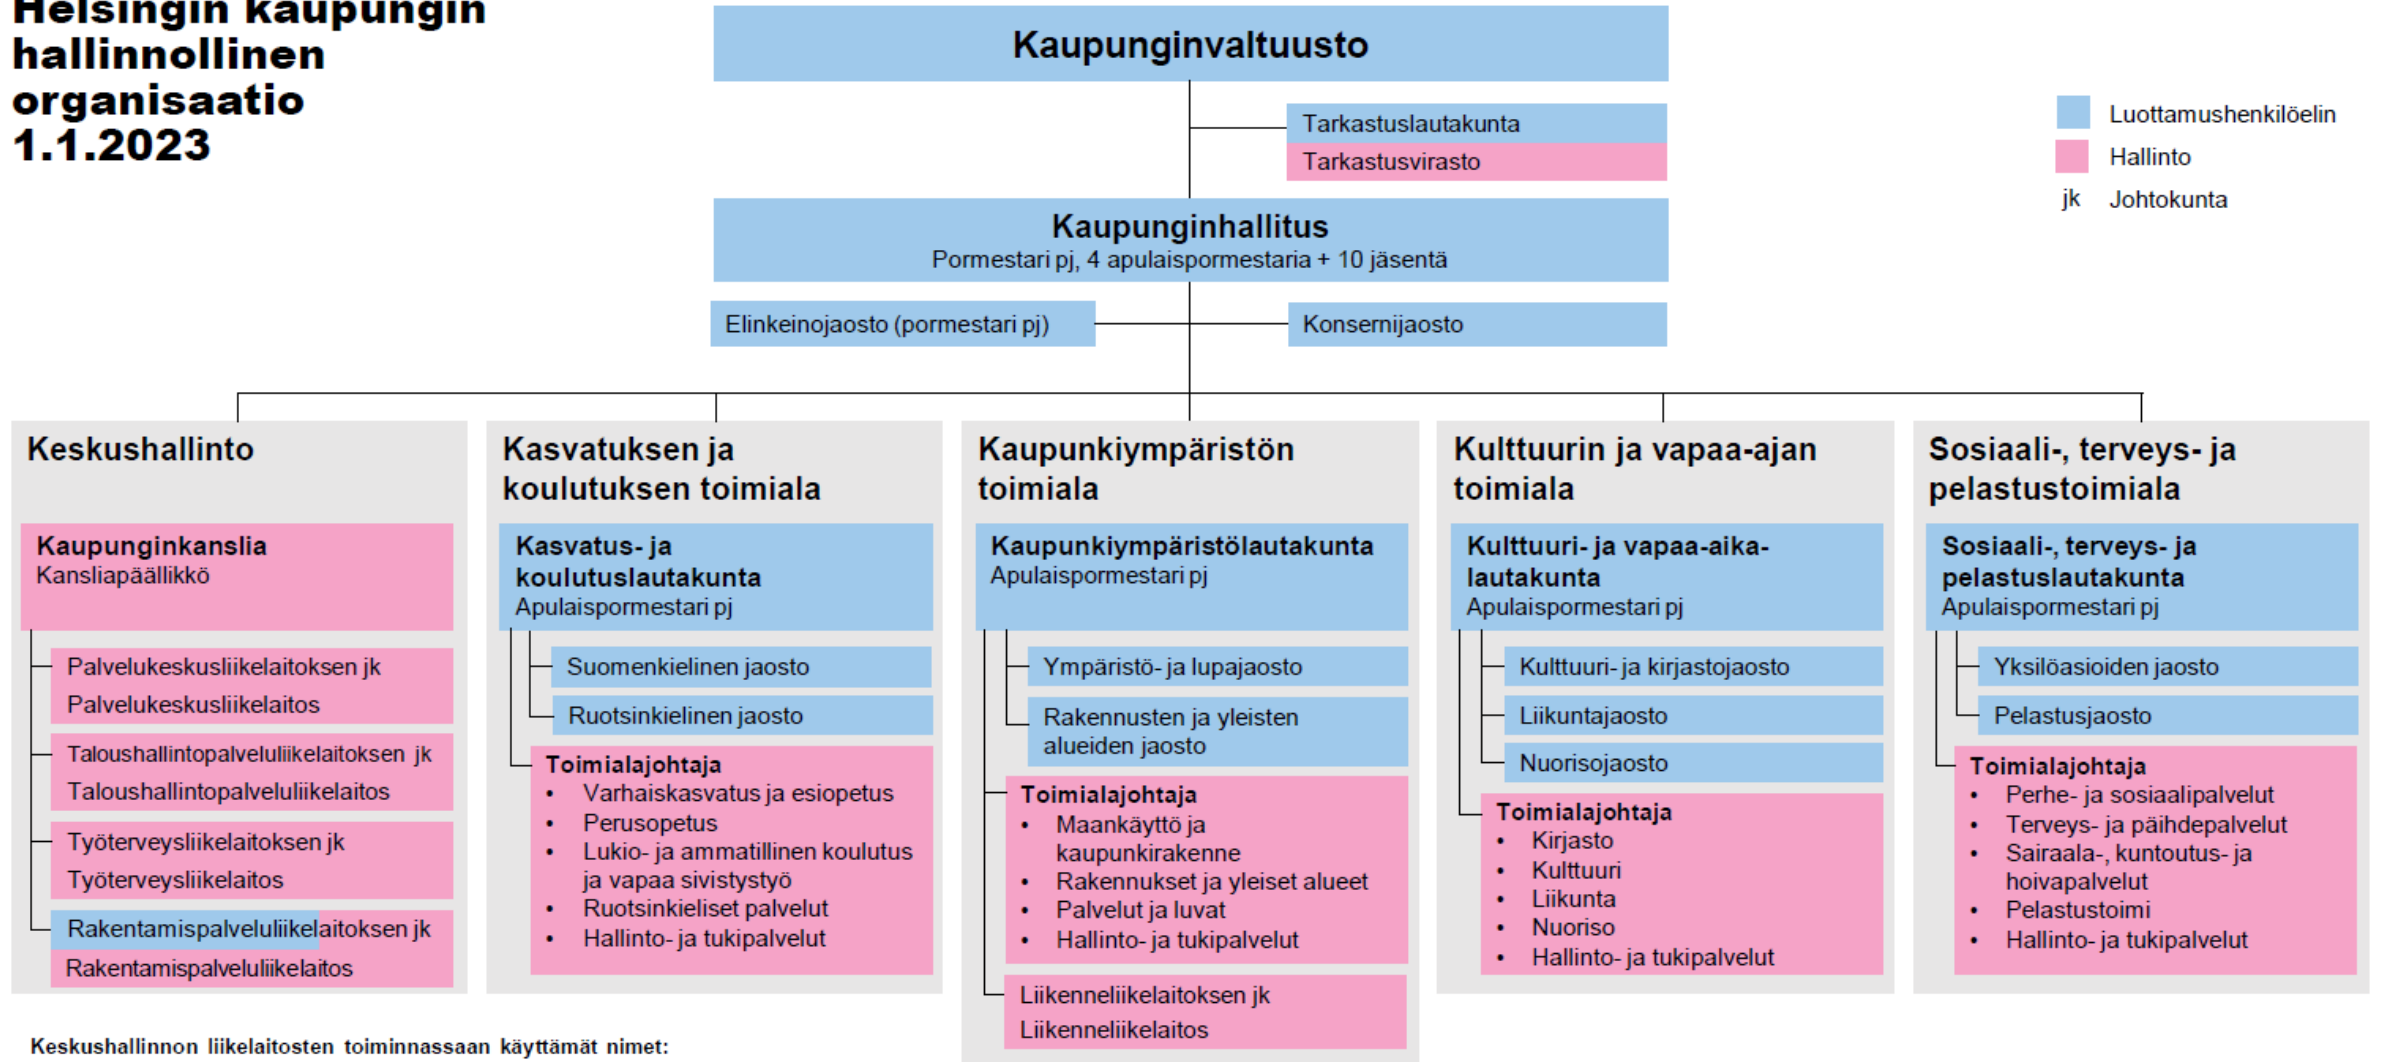 Helsingin kaupungin
hallinnollinen
organisaatio
1.1.2023
Kaupunginvaltuusto
Tarkastuslautakunta
Tarkastusvirasto
Luottamushenkilöelin
Hallinto
jk Johtokunta
Kaupunginhallitus
Pormestari pj, 4 apulaispormestaria + 10 jäsentä
Elinkeinojaosto (pormestari pj)
Konsernijaosto
Keskushallinto
Kaupunginkanslia
Kansliapäällikkö
Palvelukeskusliikelaitoksen jk
Palvelukeskusliikelaitos
Taloushallintopalveluliikelaitoksen jk
Taloushallintopalveluliikelaitos
Työterveysliikelaitoksen jk
Työterveysliikelaitos
Rakentamispalveluliikelaitoksen jk
Rakentamispalveluliikelaitos
Kasvatuksen ja
koulutuksen toimiala
Kasvatus- ja
koulutuslautakunta
Apulaispormestari pj
Suomenkielinen jaosto
Ruotsinkielinen jaosto
Toimialajohtaja
• Varhaiskasvatus ja esiopetus
• Perusopetus
• Lukio- ja ammatillinen koulutus
ja vapaa sivistystyö
• Ruotsinkieliset palvelut
• Hallinto- ja tukipalvelut
Kaupunkiympäristön
toimiala
Kaupunkiympäristölautakunta
Apulaispormestari pj
Ympäristö- ja lupajaosto
Rakennusten ja yleisten
alueiden jaosto
Toimialajohtaja
• Maankäyttö ja
kaupunkirakenne
• Rakennukset ja yleiset alueet
• Palvelut ja luvat
• Hallinto- ja tukipalvelut
Liikenneliikelaitoksen jk
Liikenneliikelaitos
Kulttuurin ja vapaa-ajan
toimiala
Kulttuuri- ja vapaa-aika-
lautakunta
Apulaispormestari pj
Kulttuuri- ja kirjastojaosto
Liikuntajaosto
Nuorisojaosto
Toimialajohtaja
• Kirjasto
• Kulttuuri
• Liikunta
• Nuoriso
• Hallinto- ja tukipalvelut
Sosiaali-, terveys- ja
pelastustoimiala
Sosiaali-, terveys- ja
pelastuslautakunta
Apulaispormestari pj
Yksilöasioiden jaosto
Pelastusjaosto
Toimialajohtaja
• Perhe- ja sosiaalipalvelut
• Terveys- ja päihdepalvelut
• Sairaala-, kuntoutus- ja
hoivapalvelut
• Pelastustoimi
• Hallinto- ja tukipalvelut
Keskushallinnon liikelaitosten toiminnassaan käyttämät nimet: